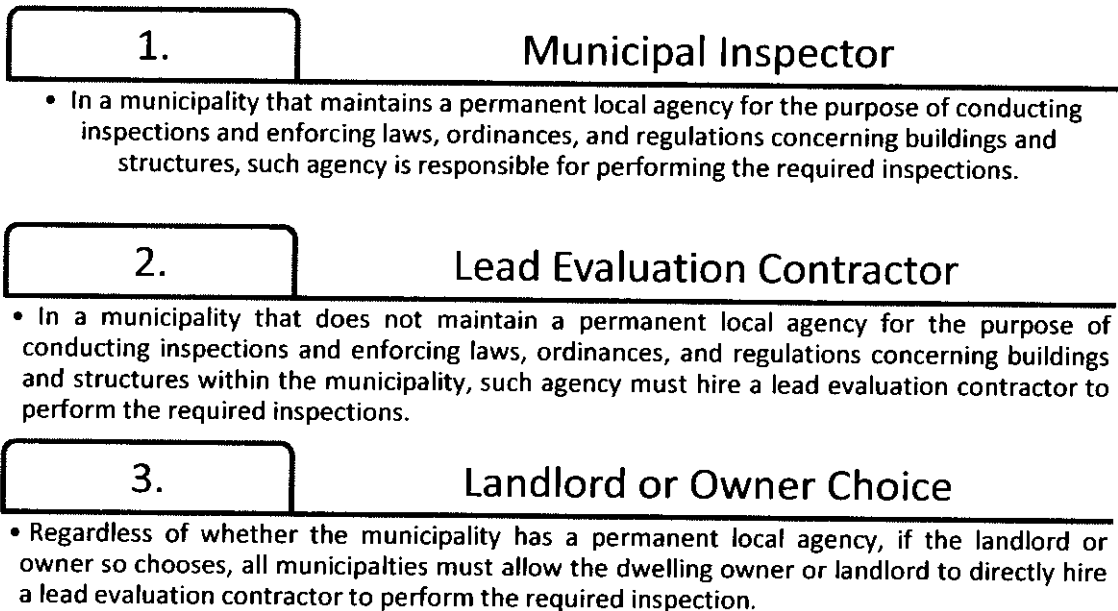 1.
Municipal Inspector
• In a municipality that maintains a permanent local agency for the purpose of conducting
inspections and enforcing laws, ordinances, and regulations concerning buildings and
structures, such agency is responsible for performing the required inspections.
2.
Lead Evaluation Contractor
• In a municipality that does not maintain a permanent local agency for the purpose of
conducting inspections and enforcing laws, ordinances, and regulations concerning buildings
and structures within the municipality, such agency must hire a lead evaluation contractor to
perform the required inspections.
3.
Landlord or Owner Choice
• Regardless of whether the municipality has a permanent local agency, if the landlord or
owner so chooses, all municipalties must allow the dwelling owner or landlord to directly hire
a lead evaluation contractor to perform the required inspection.